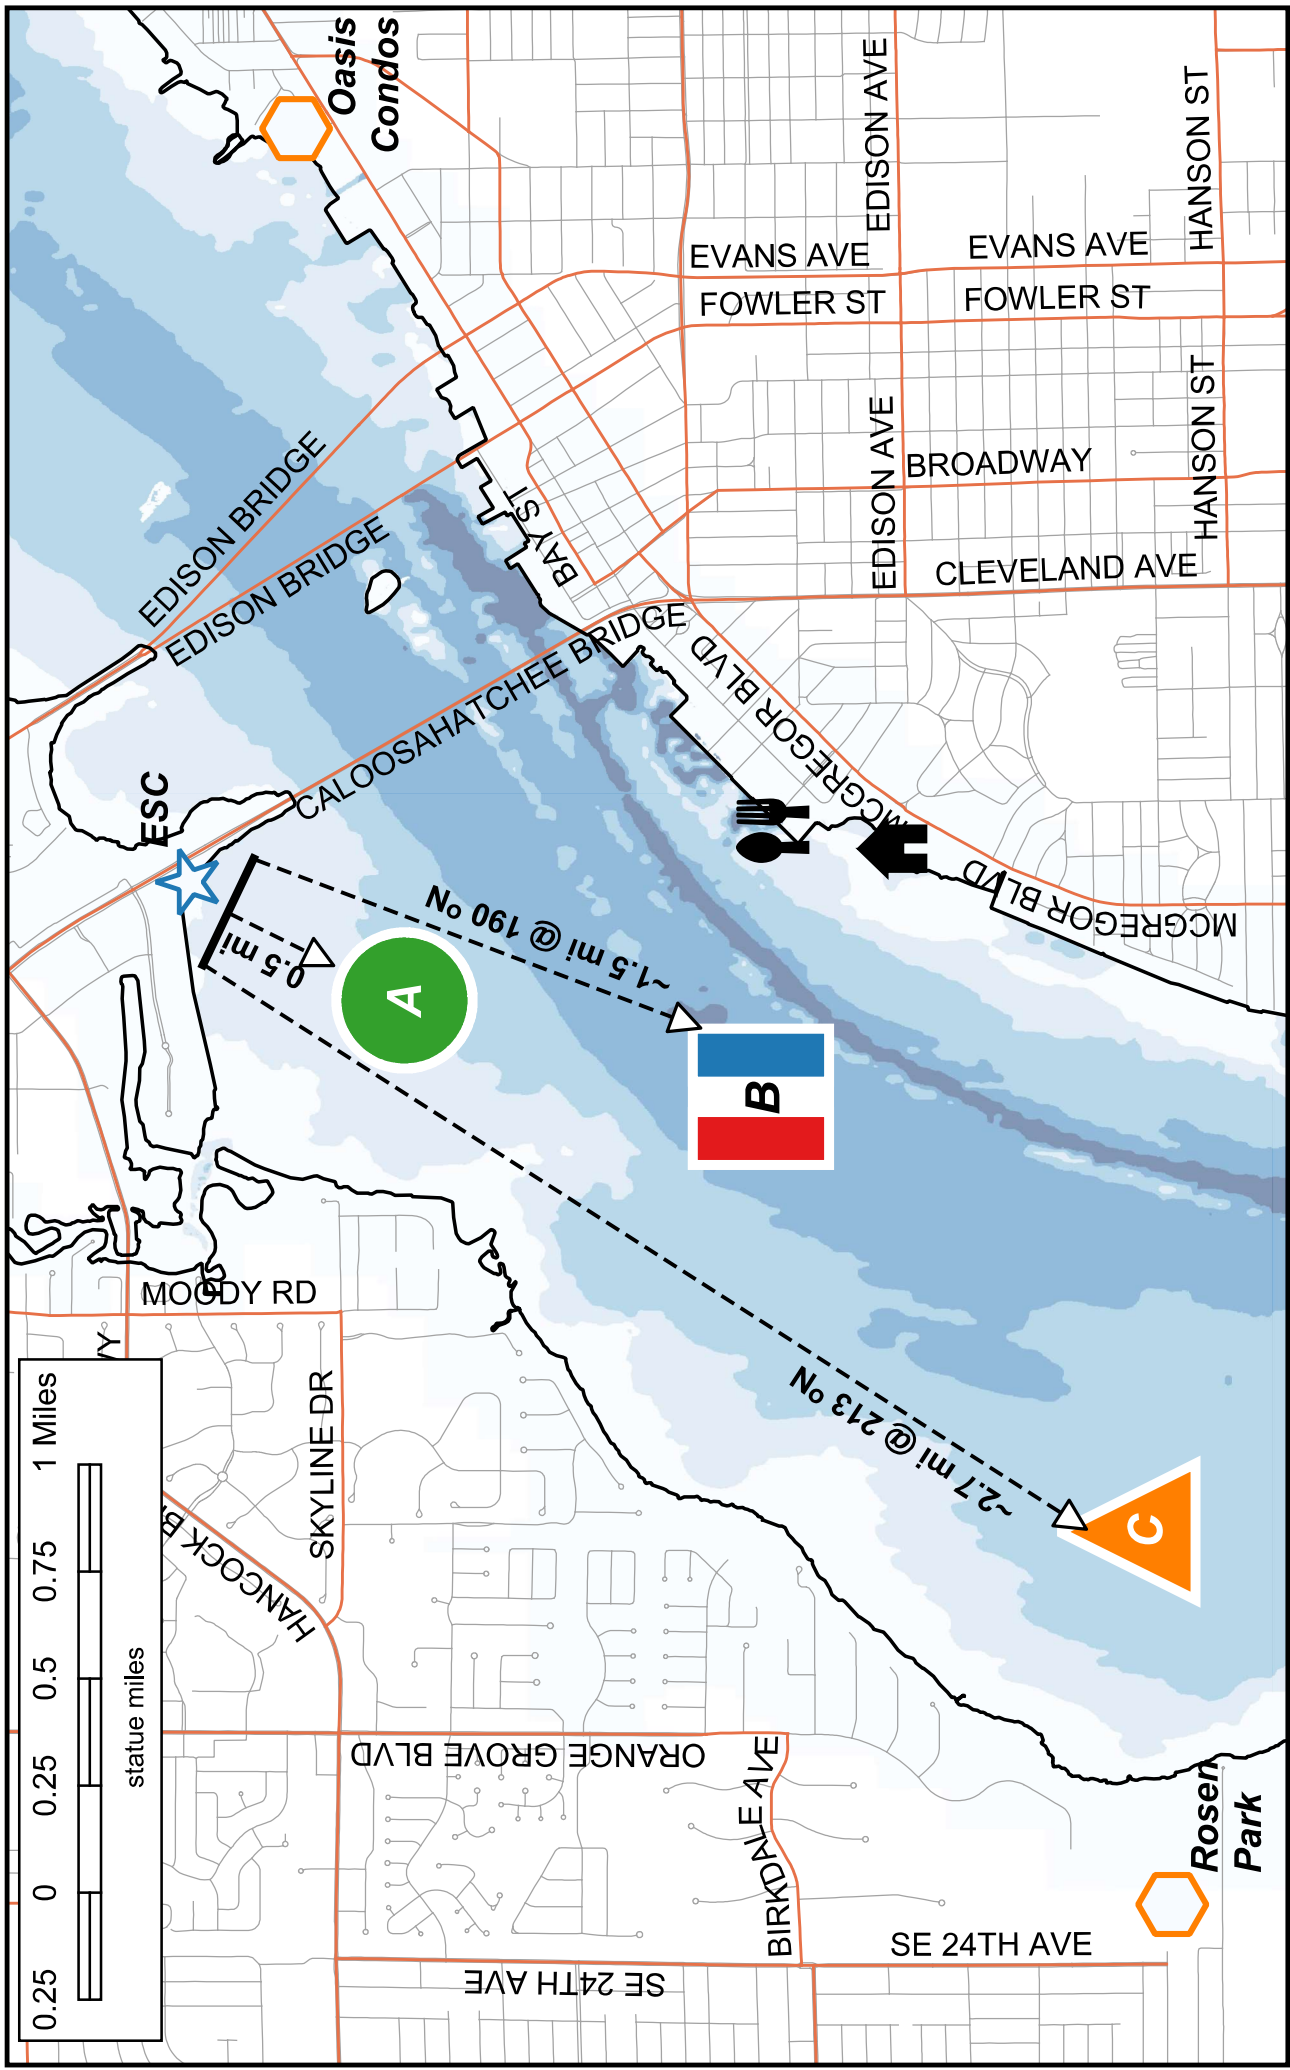 Oasis
Condos
EDISON AVE
HANSON ST
EVANS AVE
EVANS AVE
FOWLER ST
FOWLER ST
EDISON BRIDGE
EDISON BRIDGE
EDISON AVE
BROADWAY
HANSON ST
BAY ST
CLEVELAND AVE
CALOOSAHATCHEE BRIDGE
MCGREGOR BLVD
MCGREGOR BLVD
ESC
0.5 mi
~1.5 mi @ 190 ºN
A
B
~2.7 mi @ 213 ºN
C
MOODY RD
SKYLINE DR
HANCOCK B
WY
0.25 0 0.25 0.5 0.75 1 Miles
statue miles
ORANGE GROVE BLVD
BIRKDALE AVE
SE 24TH AVE
SE 24TH AVE
Rosen
Park